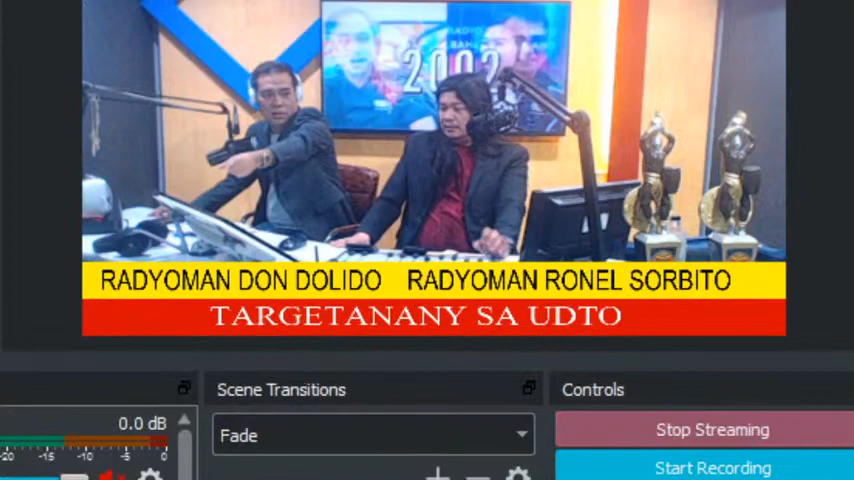 RADYO
2002
RADYOMAN DON DOLIDO RADYOMAN RONEL SORBITO
TARGETANANY SA UDTO
Scene Transitions
Controls
0.0 dB
Fade
Stop Streaming
-20 -15 -10 -5 0
Start Recording